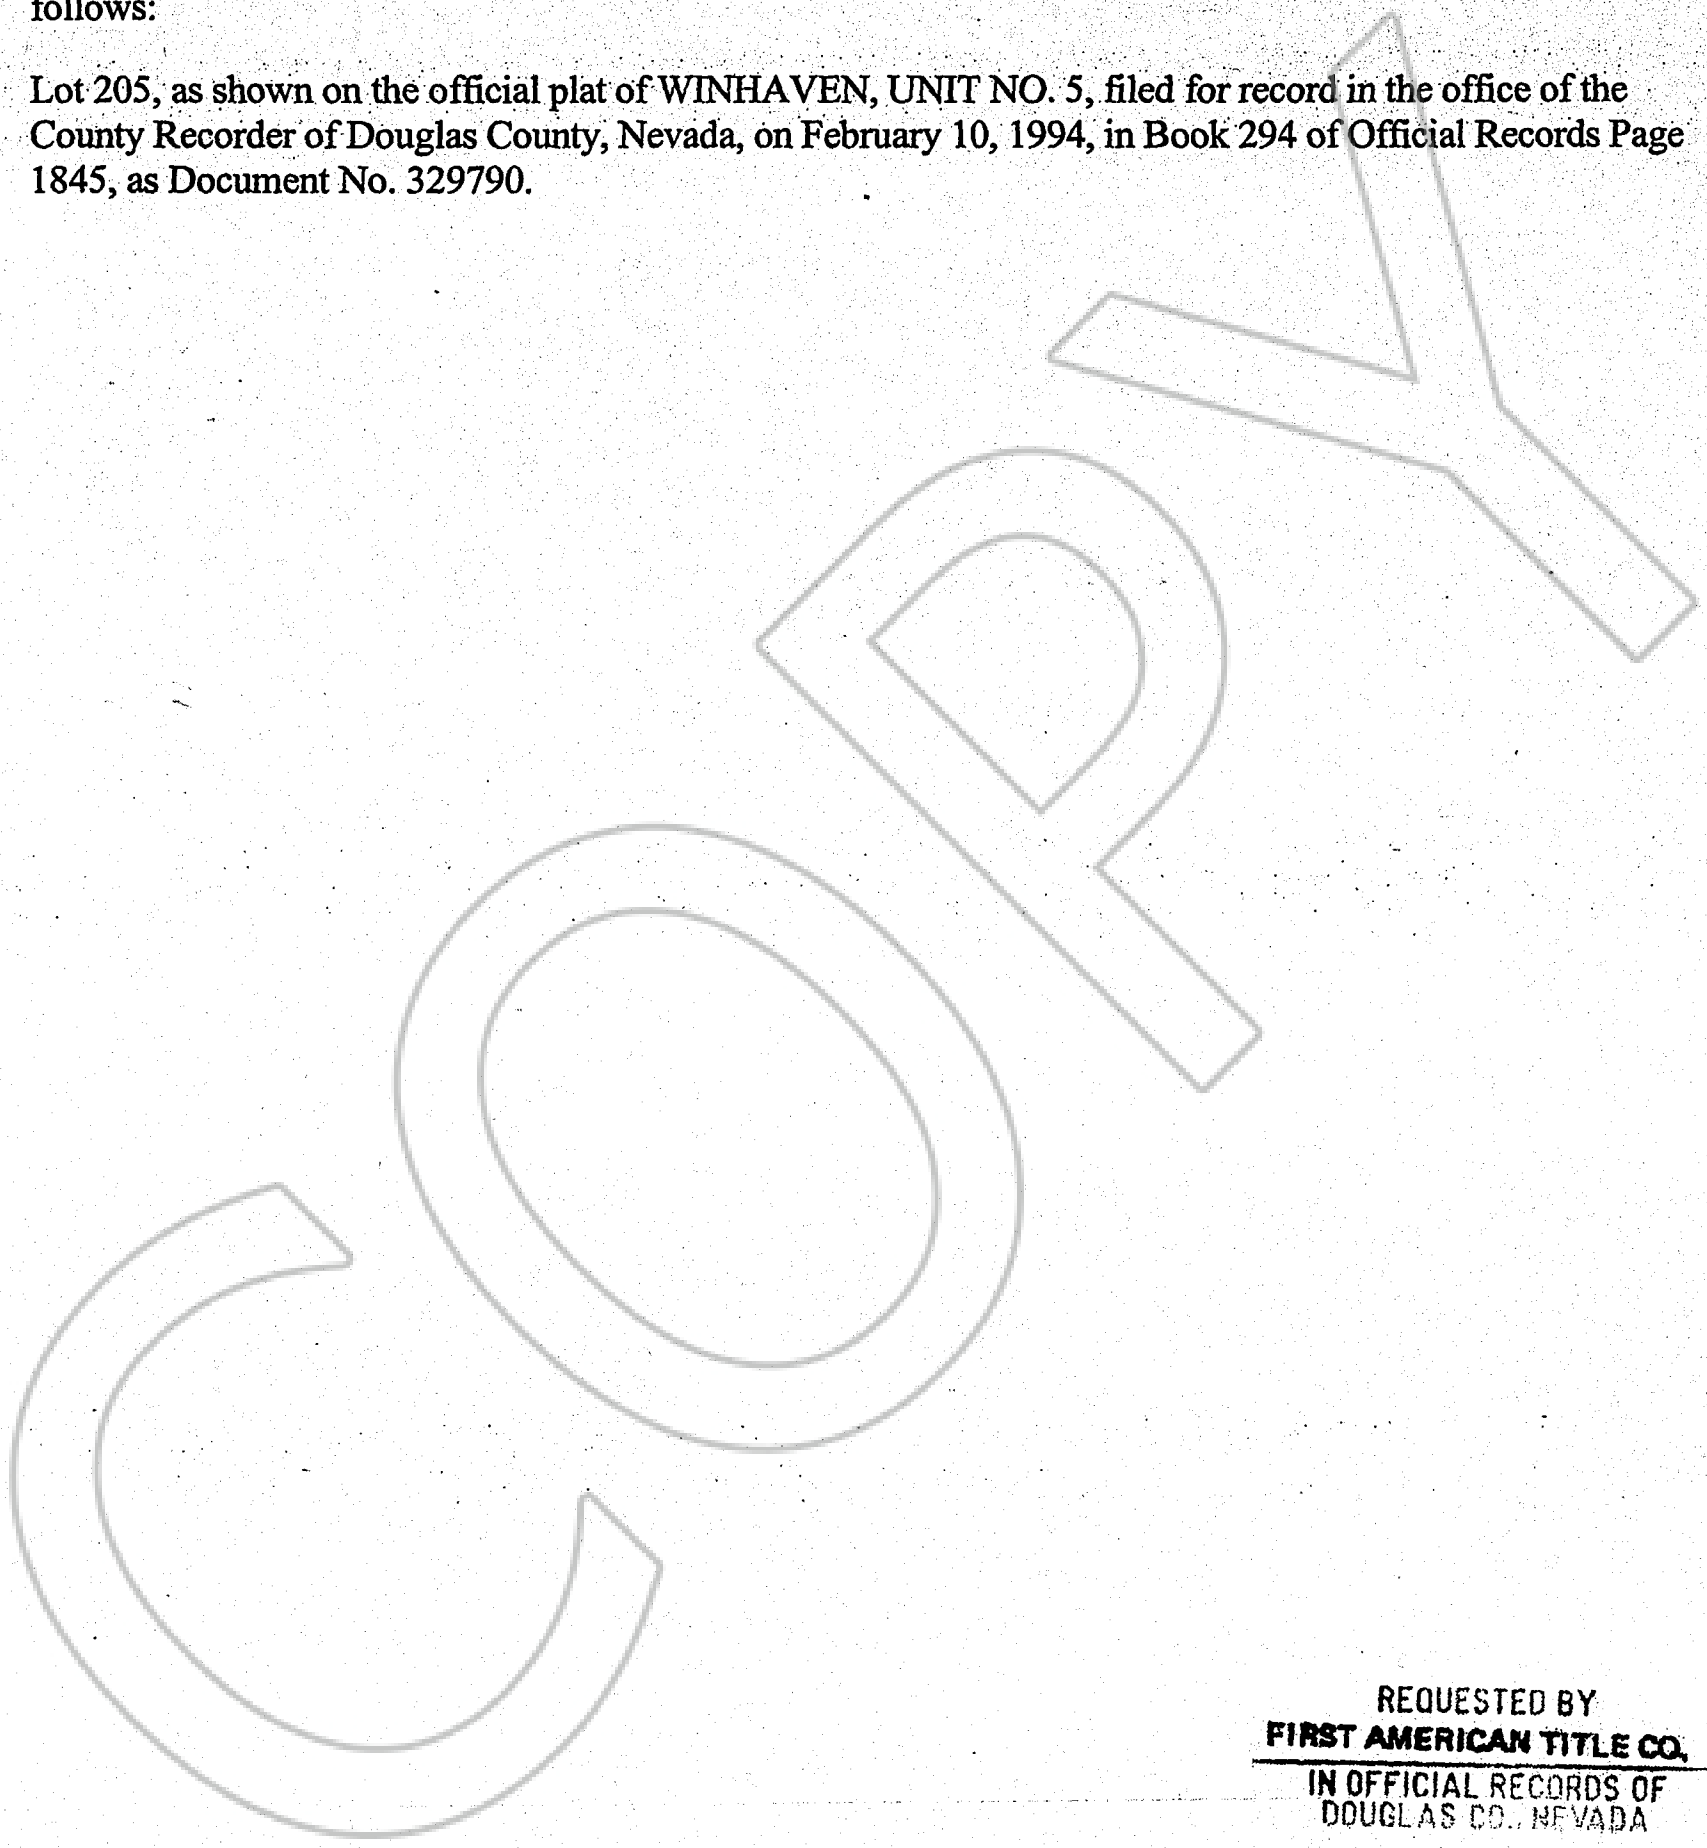 follows:
Lot 205, as shown on the official plat of WINHAVEN, UNIT NO. 5, filed for record in the office of the
County Recorder of Douglas County, Nevada, on February 10, 1994, in Book 294 of Official Records Page
1845, as Document No. 329790.
COPY
REQUESTED BY
FIRST AMERICAN TITLE CO.
IN OFFICIAL RECORDS OF
DOUGLAS CO., NEVADA